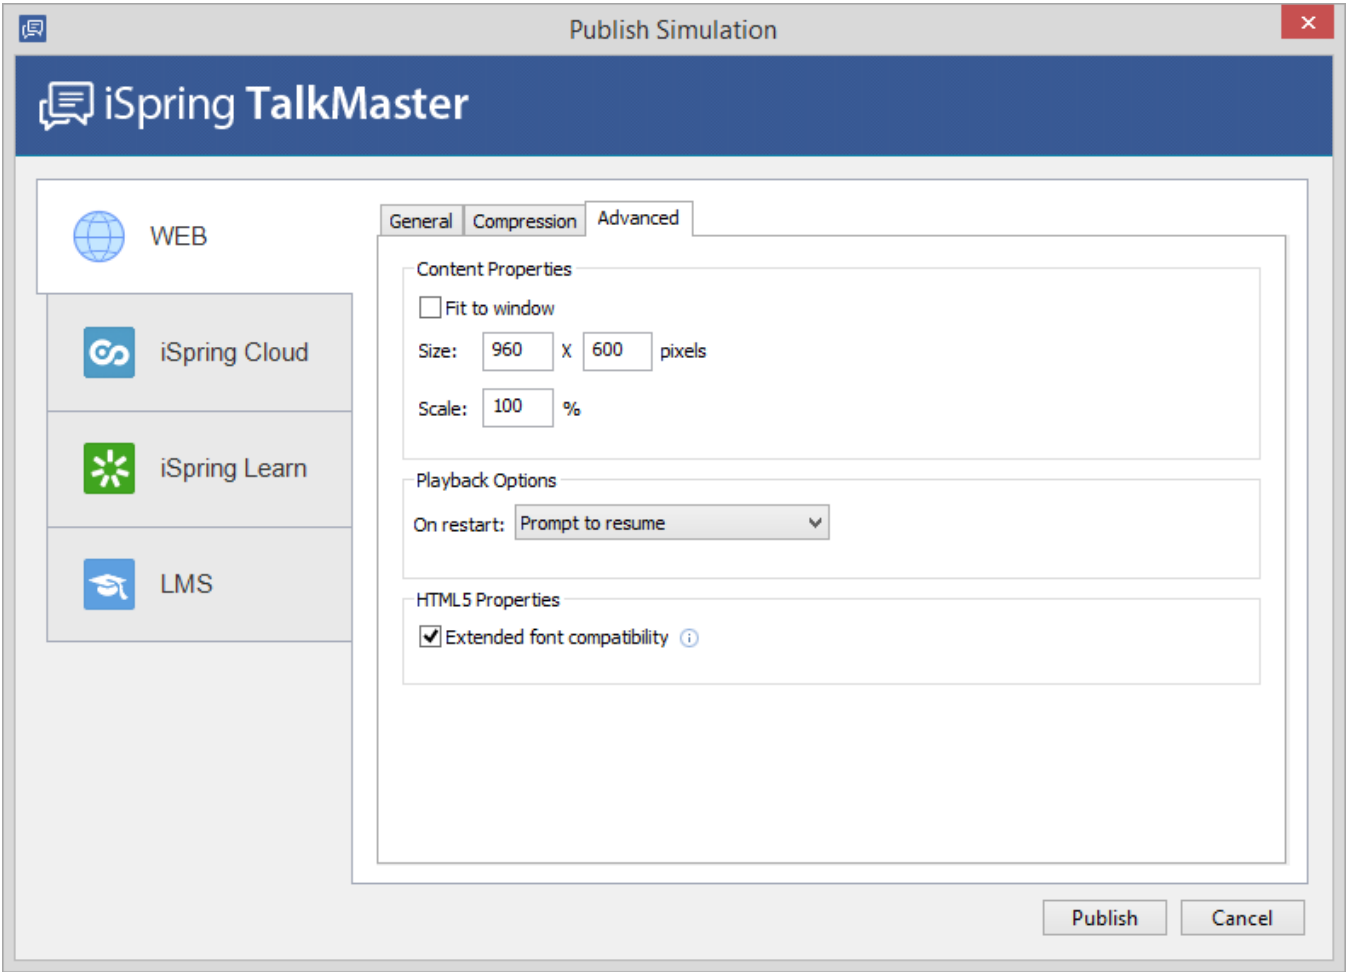 Publish Simulation
iSpring TalkMaster
WEB
iSpring Cloud
iSpring Learn
LMS
General Compression Advanced
Content Properties
Fit to window
Size: 960 X 600 pixels
Scale: 100 %
Playback Options
On restart: Prompt to resume
HTML5 Properties
Extended font compatibility
Publish Cancel